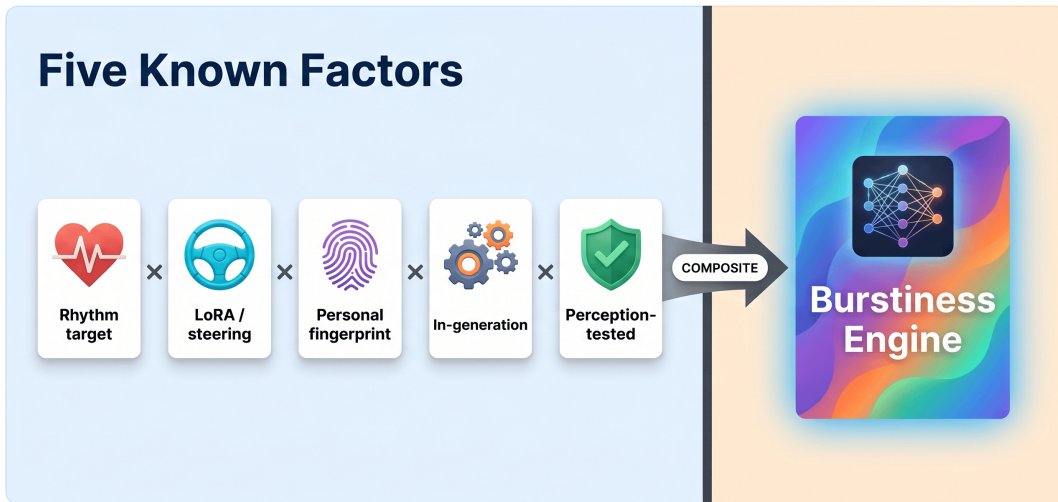 Five Known Factors
Rhythm
target
×
LoRA /
steering
×
Personal
fingerprint
×
In-generation
×
Perception-
tested
COMPOSITE
Burstiness
Engine